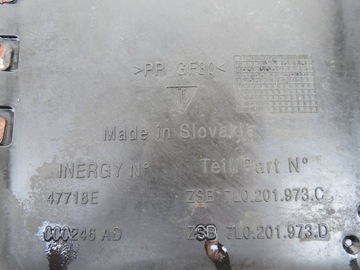 >PP GF30<
Made in Slovakia
INERGY N° Teil/Part N°
47718E ZSB 7L0.201.973.C
000246 AD ZSB 7L0.201.973.D